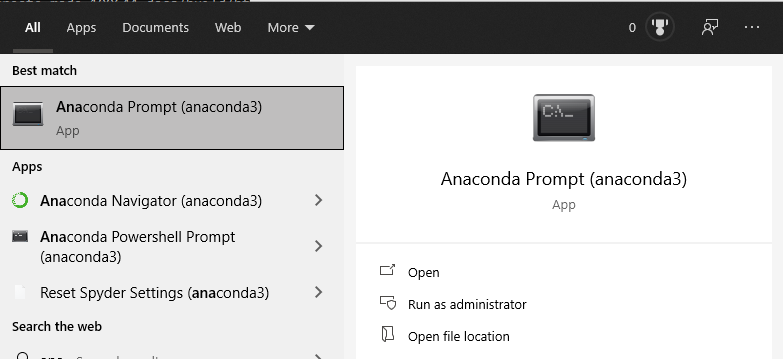 All Apps Documents Web More 0 ...
Best match
Anaconda Prompt (anaconda3)
App
Apps
Anaconda Navigator (anaconda3)
Anaconda Powershell Prompt
(anaconda3)
Reset Spyder Settings (anaconda3)
Search the web
C:\_
Anaconda Prompt (anaconda3)
App
Open
Run as administrator
Open file location